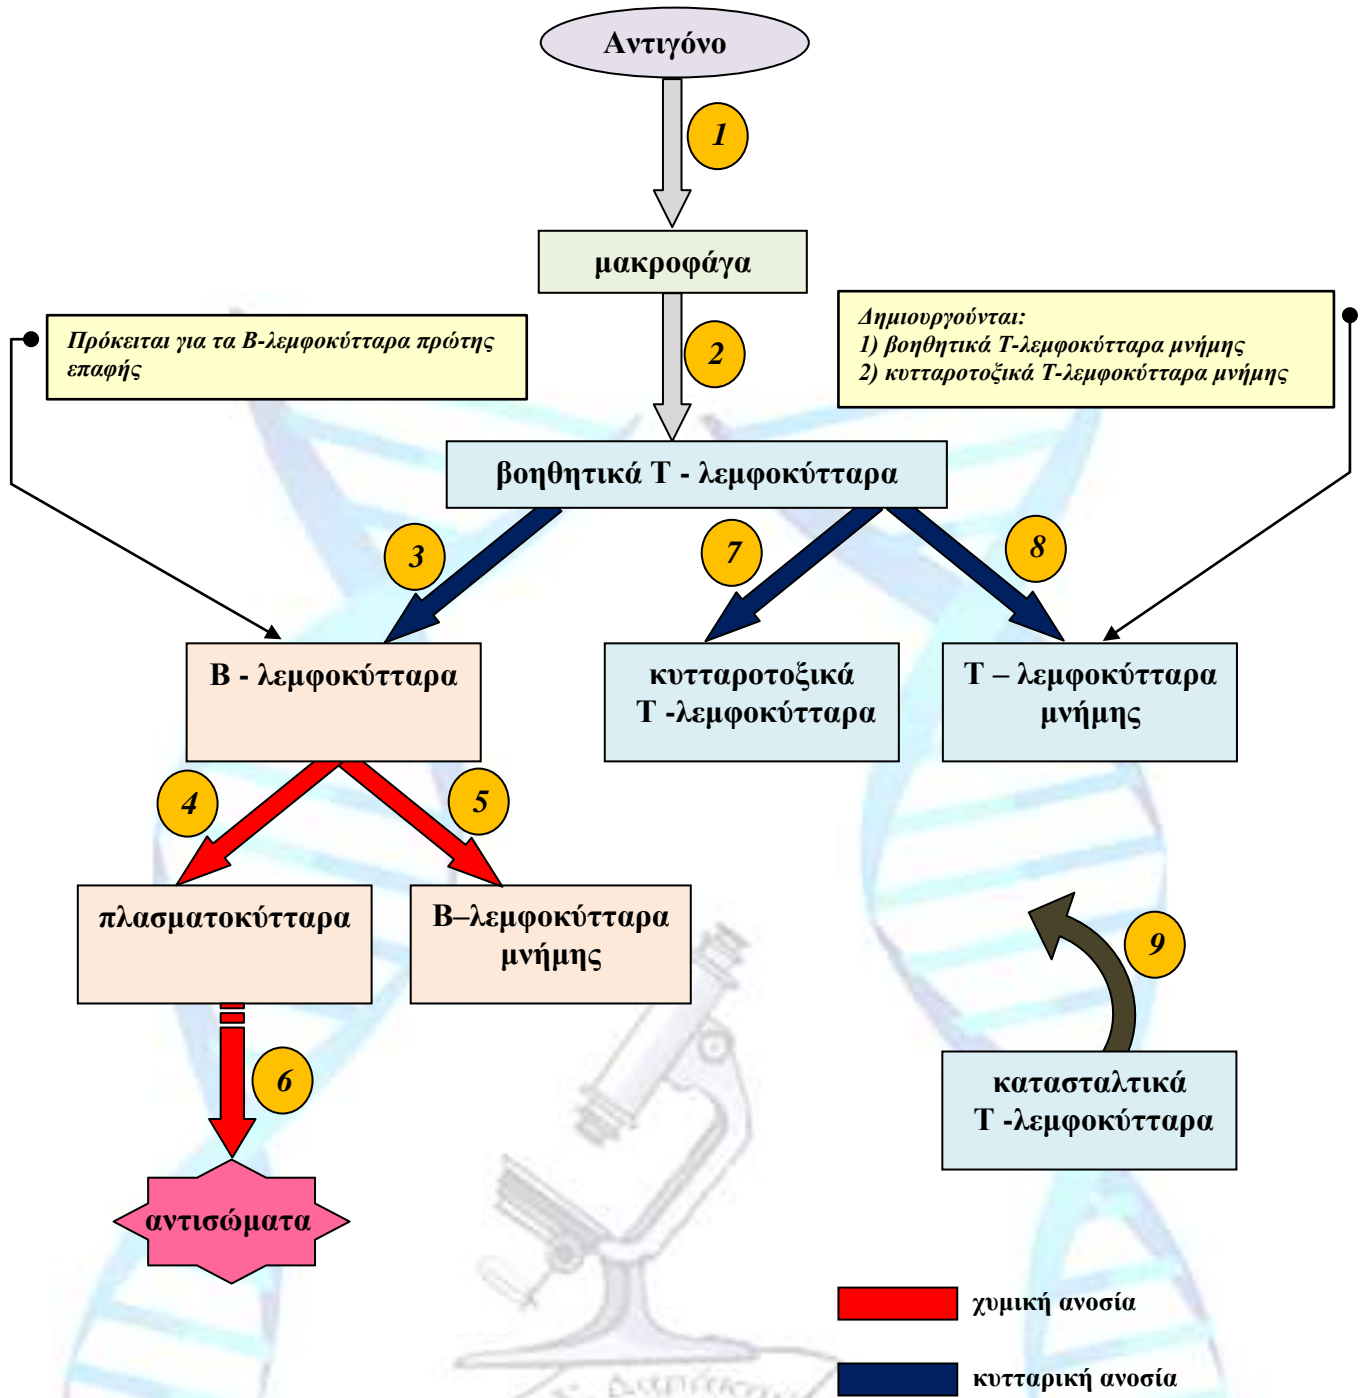 Αντιγόνο
1
μακροφάγα
Πρόκειται για τα Β-λεμφοκύτταρα πρώτης
επαφής
2
Δημιουργούνται:
1) βοηθητικά Τ-λεμφοκύτταρα μνήμης
2) κυτταροτοξικά Τ-λεμφοκύτταρα μνήμης
βοηθητικά Τ - λεμφοκύτταρα
3
7
8
Β - λεμφοκύτταρα
κυτταροτοξικά
Τ -λεμφοκύτταρα
Τ – λεμφοκύτταρα
μνήμης
4
5
πλασματοκύτταρα
Β–λεμφοκύτταρα
μνήμης
9
6
κατασταλτικά
Τ -λεμφοκύτταρα
αντισώματα
χυμική ανοσία
κυτταρική ανοσία